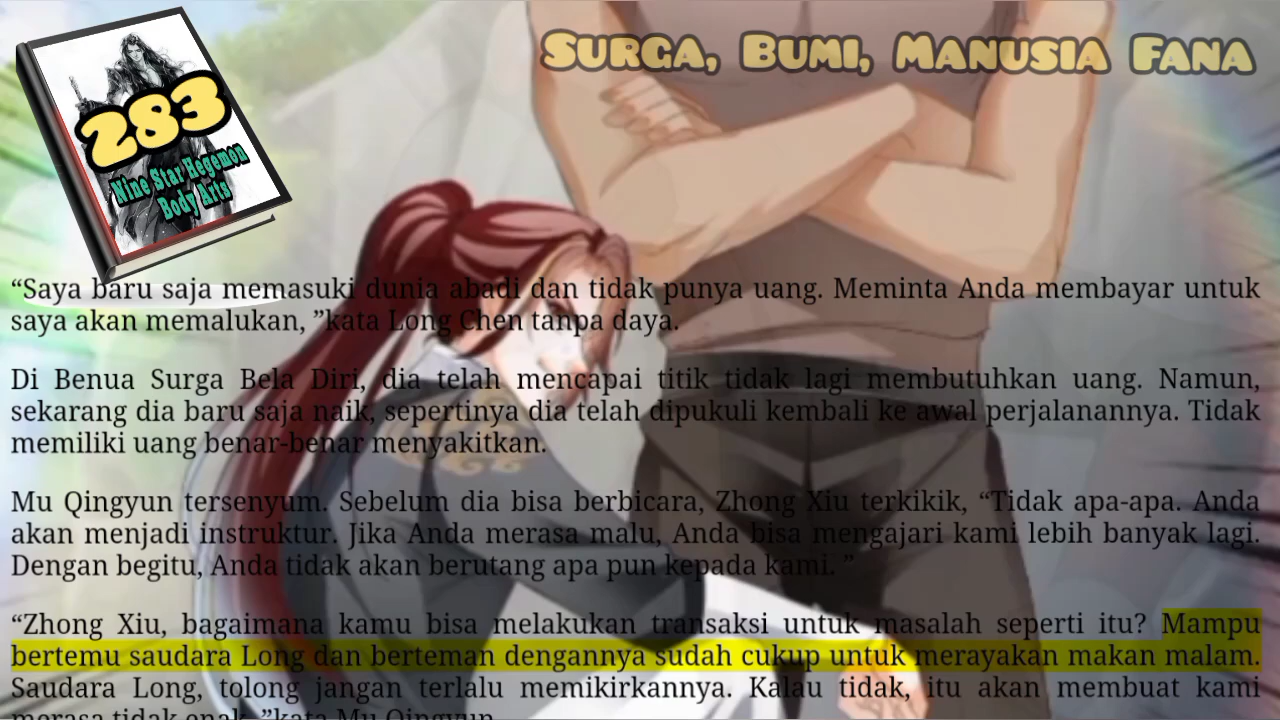 Surga, Bumi, Manusia Fana
283
Nine Star Hegemon
Body Arts
“Saya baru saja memasuki dunia abadi dan tidak punya uang. Meminta Anda membayar untuk
saya akan memalukan, ”kata Long Chen tanpa daya.
Di Benua Surga Bela Diri, dia telah mencapai titik tidak lagi membutuhkan uang. Namun,
sekarang dia baru saja naik, sepertinya dia telah dipukuli kembali ke awal perjalanannya. Tidak
memiliki uang benar-benar menyakitkan.
Mu Qingyun tersenyum. Sebelum dia bisa berbicara, Zhong Xiu terkikik, “Tidak apa-apa. Anda
akan menjadi instruktur. Jika Anda merasa malu, Anda bisa mengajari kami lebih banyak lagi.
Dengan begitu, Anda tidak akan berutang apa pun kepada kami. ”
“Zhong Xiu, bagaimana kamu bisa melakukan transaksi untuk masalah seperti itu? Mampu
bertemu saudara Long dan berteman dengannya sudah cukup untuk merayakan makan malam.
Saudara Long, tolong jangan terlalu memikirkannya. Kalau tidak, itu akan membuat kami
merasa tidak enak, ”kata Mu Qingyun.